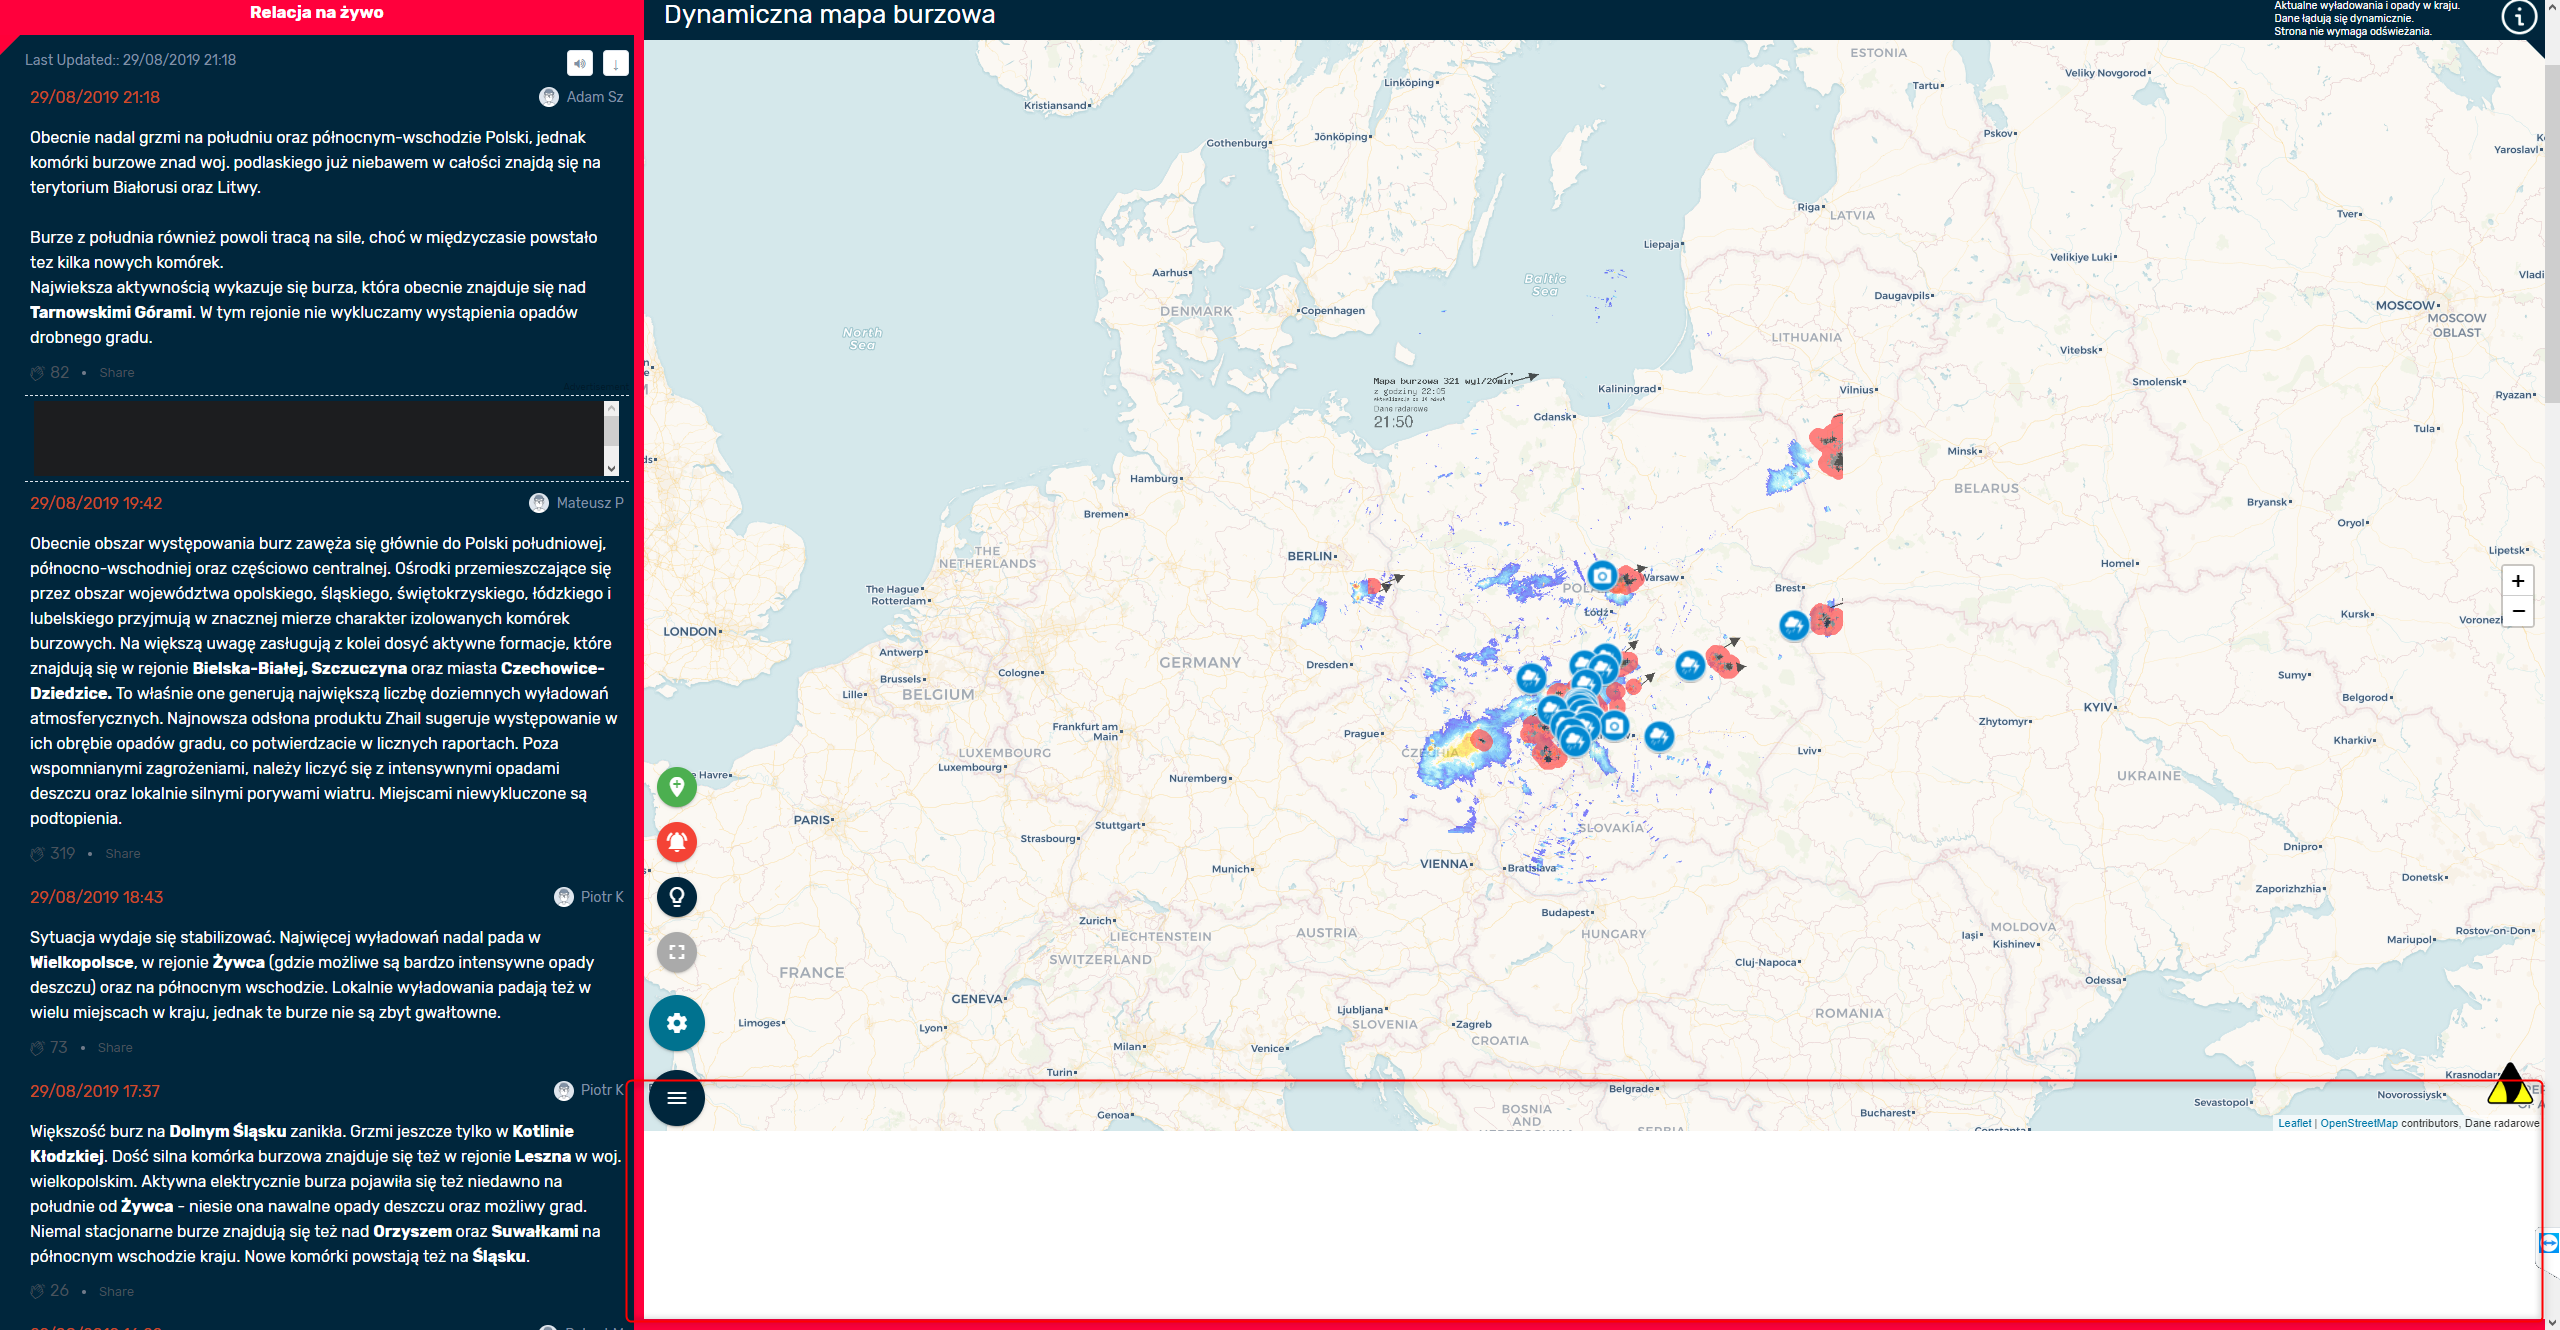 Relacja na żywo
Last Updated:: 29/08/2019 21:18
29/08/2019 21:18
Adam Sz
Obecnie nadal grzmi na południu oraz północnym-wschodzie Polski, jednak
komórki burzowe znad woj. podlaskiego już niebawem w całości znajdą się na
terytorium Białorusi oraz Litwy.
Burze z południa również powoli tracą na sile, choć w międzyczasie powstało
tez kilka nowych komórek.
Najwieksza aktywnością wykazuje się burza, która obecnie znajduje się nad
Tarnowskimi Górami. W tym rejonie nie wykluczamy wystąpienia opadów
drobnego gradu.
82 • Share
29/08/2019 19:42
Mateusz P
Obecnie obszar występowania burz zawęża się głównie do Polski południowej,
północno-wschodniej oraz częściowo centralnej. Ośrodki przemieszczające się
przez obszar województwa opolskiego, śląskiego, świętokrzyskiego, łódzkiego i
lubelskiego przyjmują w znacznej mierze charakter izolowanych komórek
burzowych. Na większą uwagę zasługują z kolei dosyć aktywne formacje, które
znajdują się w rejonie Bielska-Białej, Szczuczyna oraz miasta Czechowice-
Dziedzice. To właśnie one generują największą liczbę doziemnych wyładowań
atmosferycznych. Najnowsza odsłona produktu Zhail sugeruje występowanie w
ich obrębie opadów gradu, co potwierdzacie w licznych raportach. Poza
wspomnianymi zagrożeniami, należy liczyć się z intensywnymi opadami
deszczu oraz lokalnie silnymi porywami wiatru. Miejscami niewykluczone są
podtopienia.
319 • Share
29/08/2019 18:43
Piotr K
Sytuacja wydaje się stabilizować. Najwięcej wyładowań nadal pada w
Wielkopolsce, w rejonie Żywca (gdzie możliwe są bardzo intensywne opady
deszczu) oraz na północnym wschodzie. Lokalnie wyładowania padają też w
wielu miejscach w kraju, jednak te burze nie są zbyt gwałtowne.
73 • Share
29/08/2019 17:37
Piotr K
Większość burz na Dolnym Śląsku zanikła. Grzmi jeszcze tylko w Kotlinie
Kłodzkiej. Dość silna komórka burzowa znajduje się też w rejonie Leszna w woj.
wielkopolskim. Aktywna elektrycznie burza pojawiła się też niedawno na
południe od Żywca - niesie ona nawalne opady deszczu oraz możliwy grad.
Niemal stacjonarne burze znajdują się też nad Orzyszem oraz Suwałkami na
północnym wschodzie kraju. Nowe komórki powstają też na Śląsku.
26 • Share
Dynamiczna mapa burzowa
Aktualne wyładowania i opady w kraju.
Dane łądują się dynamicznie.
Strona nie wymaga odświeżania.
ESTONIA
Veliky Novgorod
Linköping
Tartu
Kristiansand
Pskov
Jönköping
Gothenburg
Yaroslavl
Riga
LATVIA
Tver
Liepaja
Velikiye Luki
Aarhus
Baltic
Sea
Vladi
Daugavpils
MOSCOW
MOSCOW
OBLAST
DENMARK
Copenhagen
North
Sea
LITHUANIA
Vitebsk
Mapa burzowa 321 wyl/20min
z godziny 22:05
Dane radarowe
21:50
Kaliningrad
Vilnius
Smolensk
Ryazan
Gdansk
Tula
Minsk
Hamburg
BELARUS
Bryansk
Bremen
Oryol
THE
NETHERLANDS
BERLIN
Lipetsk
Homel
The Hague
Rotterdam
Warsaw
Brest
+
−
Łódź
Kursk
LONDON
Voronezh
Antwerp
GERMANY
Dresden
Cologne
Brussels
BELGIUM
Lille
Sumy
Belgorod
KYIV
Zhytomyr
Frankfurt am
Main
Prague
CZECHIA
Lviv
Kharkiv
LUXEMBOURG
Luxembourg
Nuremberg
UKRAINE
e Havre
PARIS
Stuttgart
Strasbourg
SLOVAKIA
Dnipro
Munich
VIENNA
Bratislava
Donetsk
Zaporizhzhia
Budapest
Zurich
LIECHTENSTEIN
AUSTRIA
HUNGARY
MOLDOVA
Iași
Kishinev
Mariupol
Rostov-on-Don
SWITZERLAND
Cluj-Napoca
FRANCE
Odessa
GENEVA
Ljubljana
SLOVENIA
ROMANIA
Limoges
Lyon
Zagreb
CROATIA
Milan
Venice
Turin
Krasnodar
Belgrade
Novorossiysk
Sevastopol
Genoa
BOSNIA
AND
Bucharest
Leaflet | OpenStreetMap contributors, Dane radarowe